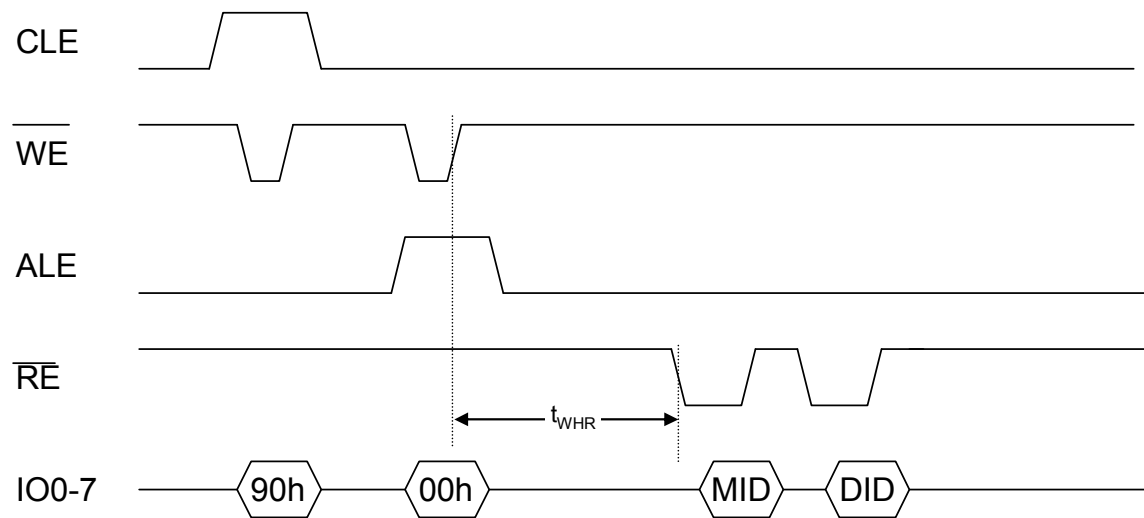 CLE
WE
ALE
RE
tWHR
IO0-7 90h 00h MID DID